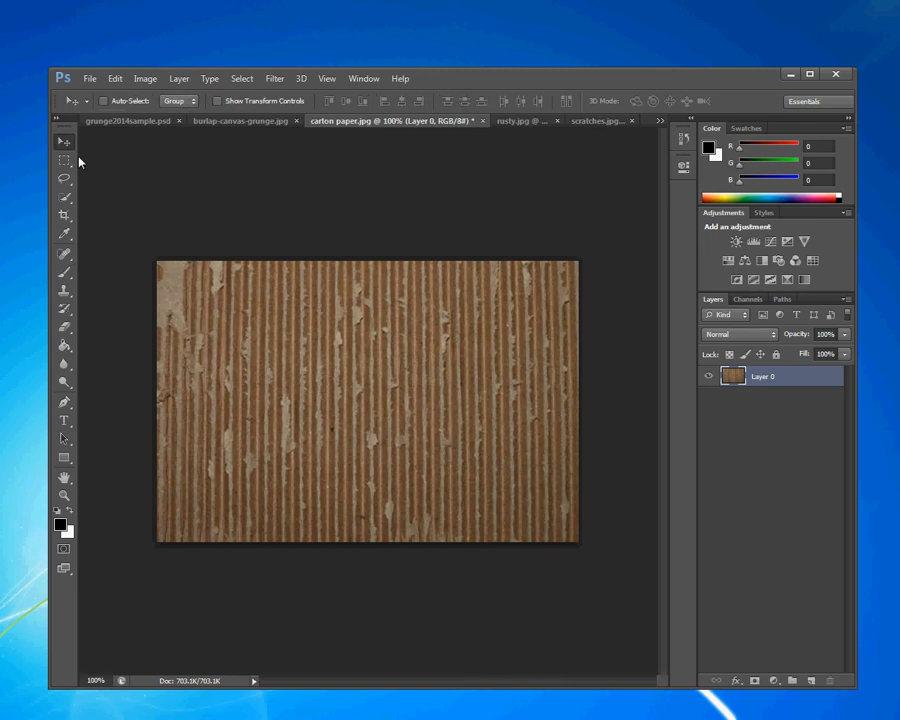 Ps File Edit Image Layer Type Select Filter 3D View Window Help
Auto-Select: Group Show Transform Controls 3D Mode: Essentials
grunge2014sample.psd × burlap-canvas-grunge.jpg × carton paper.jpg @ 100% (Layer 0, RGB/8#) * × rusty.jpg @ ... × scratches.jpg... ×
Color Swatches
R 0
G 0
B 0
Adjustments Styles
Add an adjustment
Layers Channels Paths
Kind
Normal Opacity: 100%
Lock: Fill: 100%
Layer 0
T
100% Doc: 703.1K/703.1K
fx